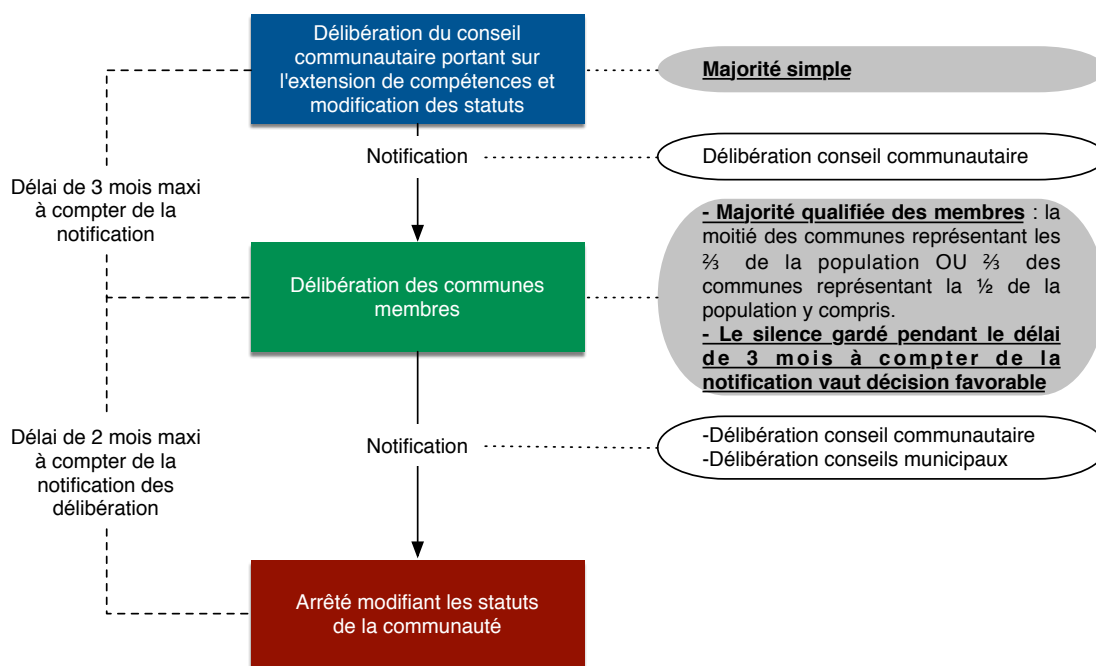 Délibération du conseil
communautaire portant sur
l'extension de compétences et
modification des statuts
Majorité simple
Notification
Délibération conseil communautaire
Délai de 3 mois maxi
à compter de la
notification
- Majorité qualifiée des membres : la
moitié des communes représentant les
⅔ de la population OU ⅔ des
communes représentant la ½ de la
population y compris.
- Le silence gardé pendant le délai
de 3 mois à compter de la
notification vaut décision favorable
Délibération des communes
membres
Délai de 2 mois maxi
à compter de la
notification des
délibération
Notification
-Délibération conseil communautaire
-Délibération conseils municipaux
Arrêté modifiant les statuts
de la communauté